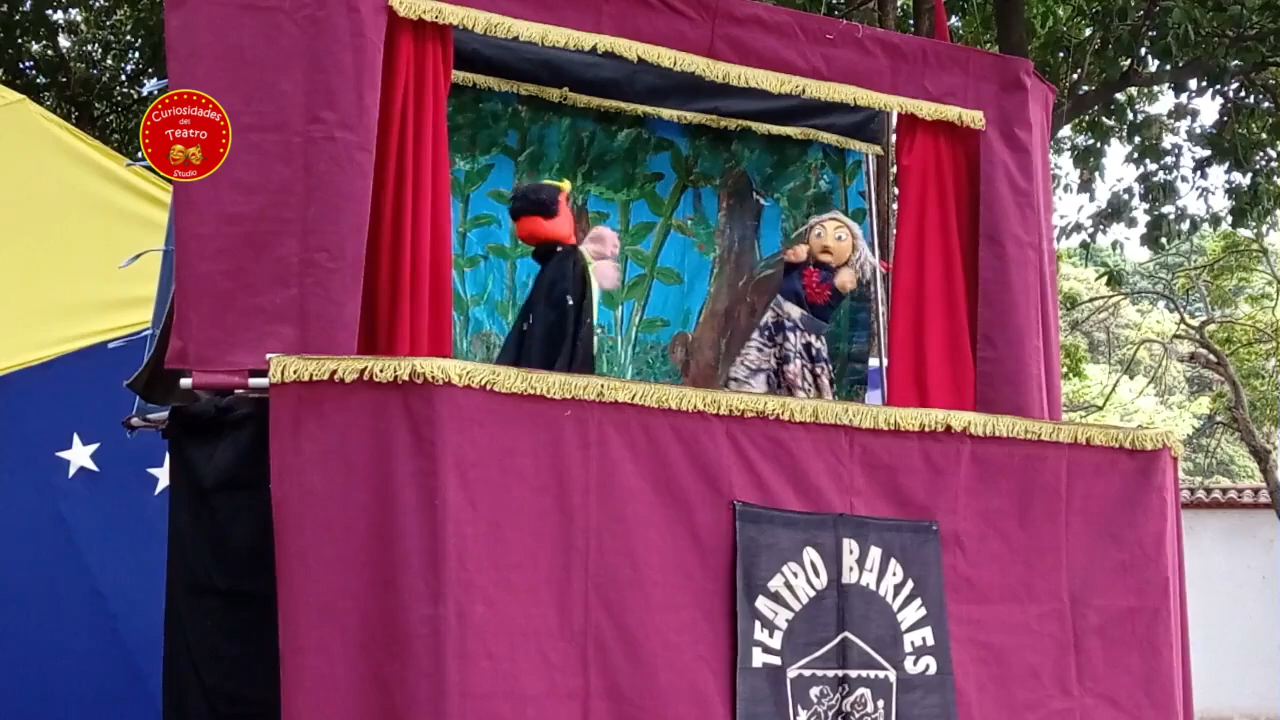 Curiosidades
del
Teatro
Studio
TEATRO BARINES